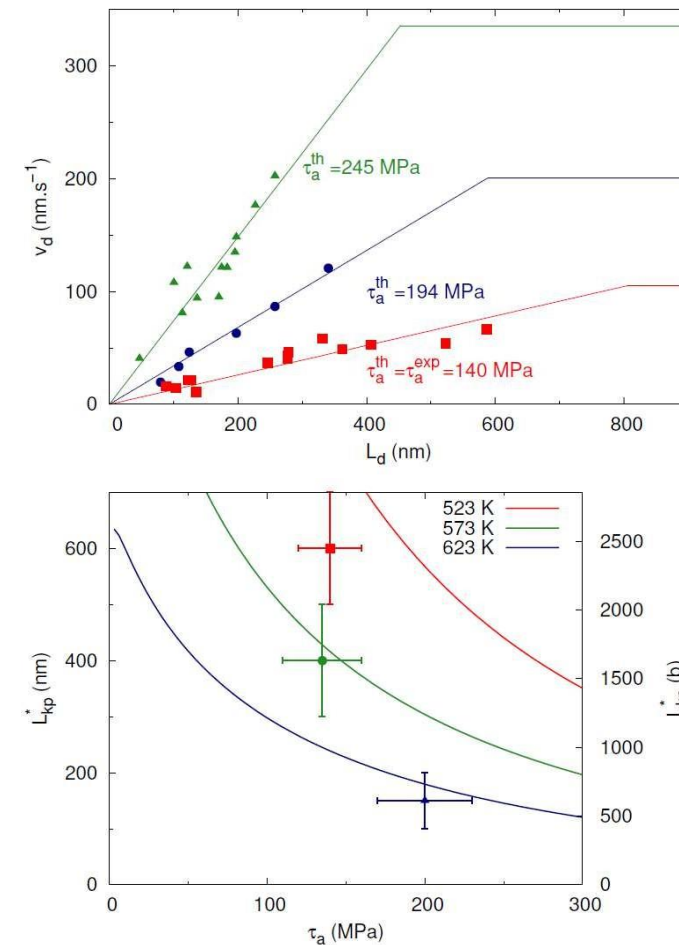 300
200
100
0
v_d (nm.s⁻¹)
τ_a^th=245 MPa
τ_a^th=194 MPa
τ_a^th=τ_a^exp=140 MPa
0 200 400 600 800
L_d (nm)
523 K
573 K
623 K
600
400
200
0
L*_kp (nm)
2500
2000
1500
1000
500
0
(b)
0 100 200 300
τ_a (MPa)